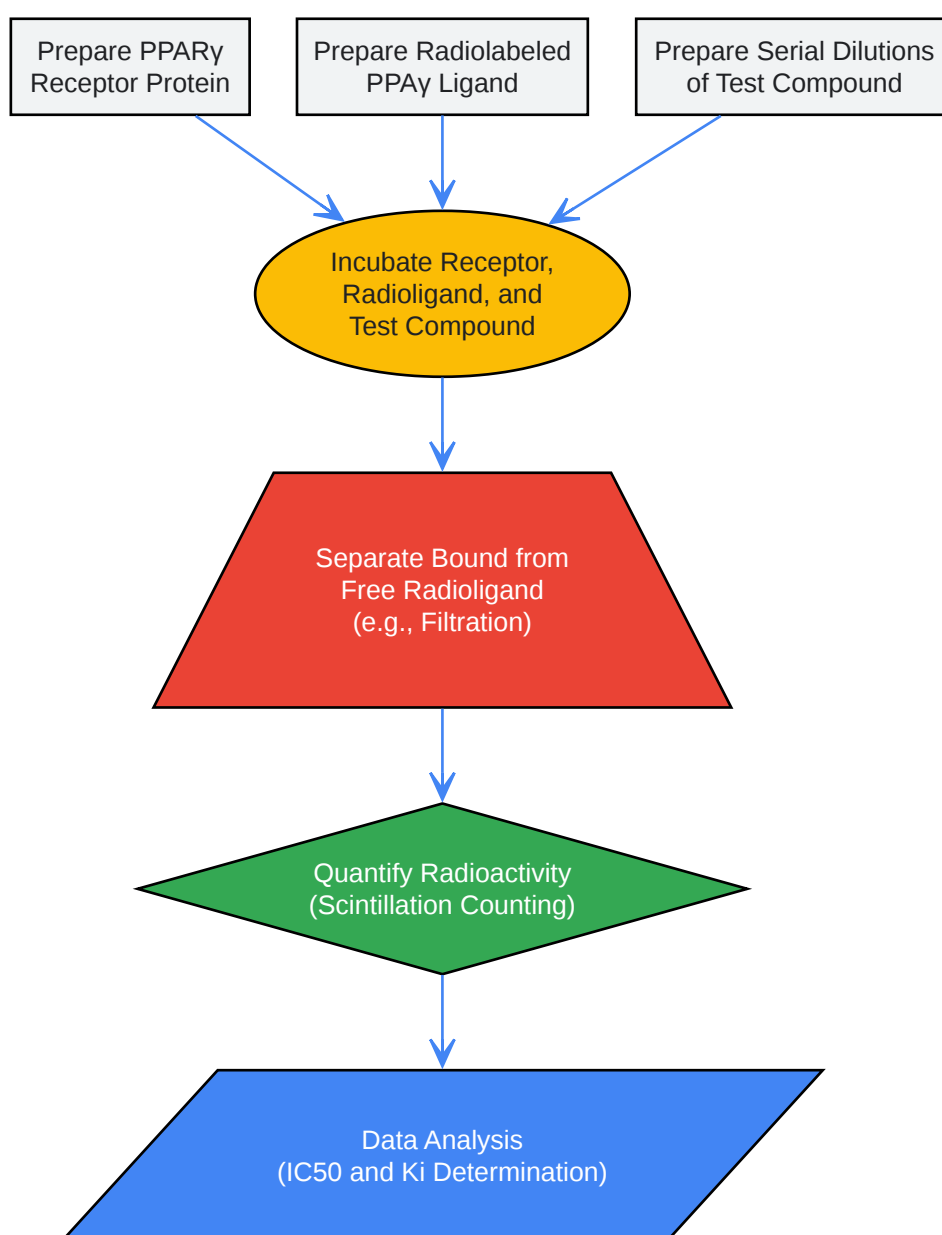 Prepare PPARγ
Receptor Protein
Prepare Radiolabeled
PPAγ Ligand
Prepare Serial Dilutions
of Test Compound
Incubate Receptor,
Radioligand, and
Test Compound
Separate Bound from
Free Radioligand
(e.g., Filtration)
Quantify Radioactivity
(Scintillation Counting)
Data Analysis
(IC50 and Ki Determination)